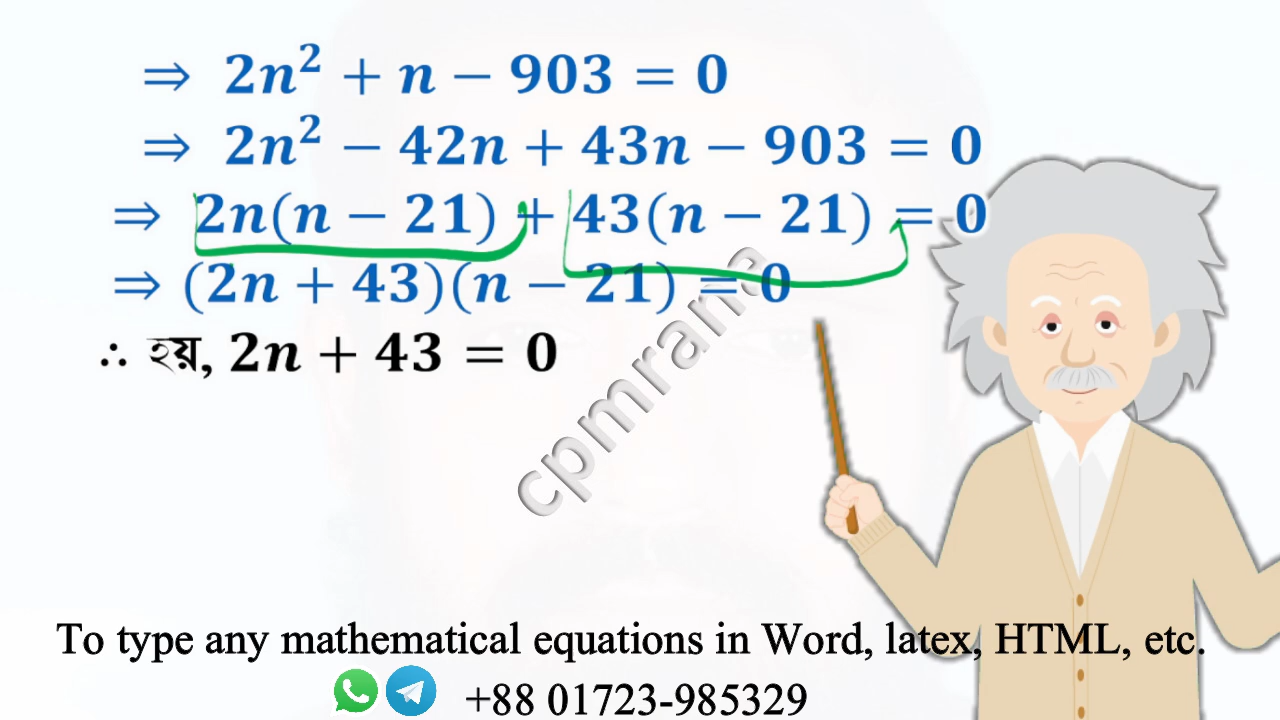 ⇒ 2n² + n − 903 = 0
⇒ 2n² − 42n + 43n − 903 = 0
⇒ 2n(n − 21) + 43(n − 21) = 0
⇒ (2n + 43)(n − 21) = 0
∴ হয়, 2n + 43 = 0
cpmrana
To type any mathematical equations in Word, latex, HTML, etc.
+88 01723-985329